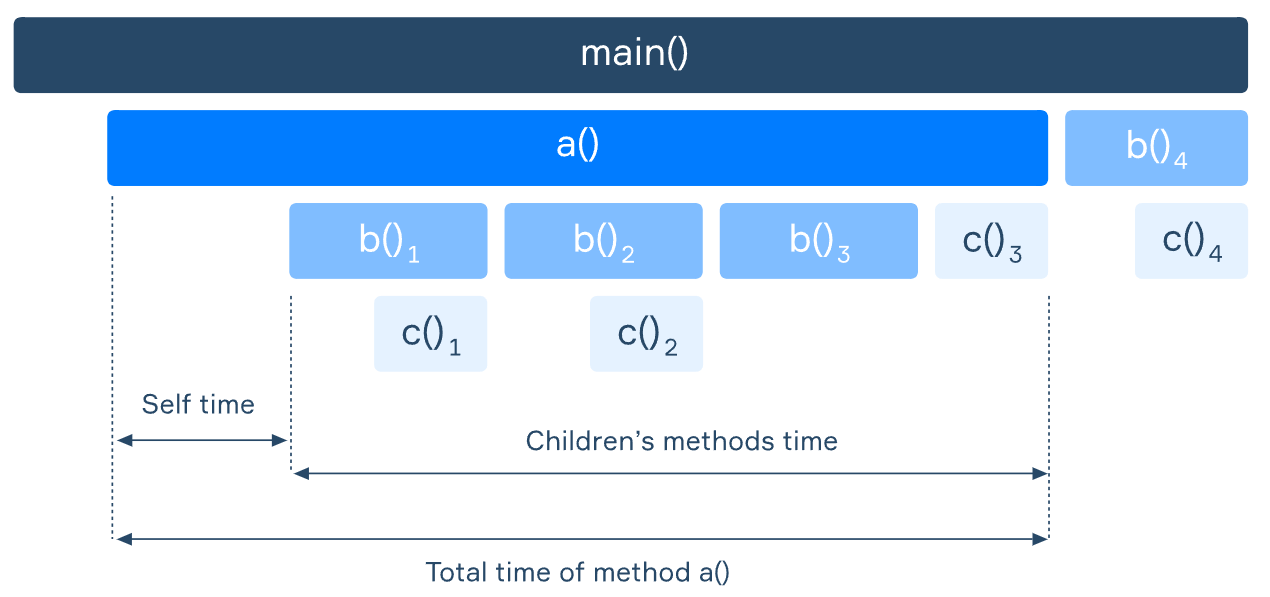 main()
a()
b()₄
b()₁
b()₂
b()₃
c()₃
c()₄
c()₁
c()₂
Self time
Children’s methods time
Total time of method a()